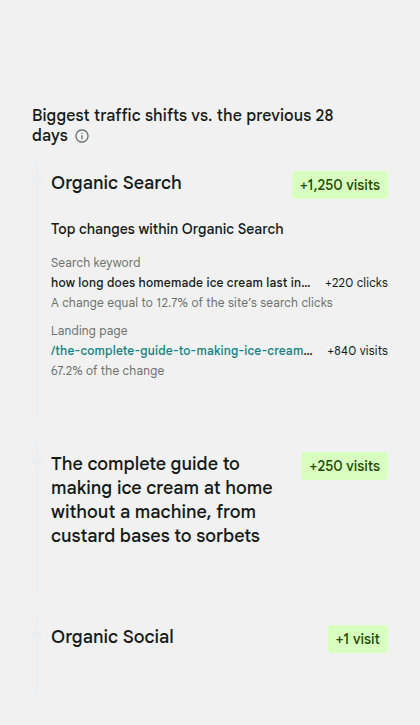 Biggest traffic shifts vs. the previous 28
days
Organic Search
+1,250 visits
Top changes within Organic Search
Search keyword
how long does homemade ice cream last in...
+220 clicks
A change equal to 12.7% of the site's search clicks
Landing page
/the-complete-guide-to-making-ice-cream...
+840 visits
67.2% of the change
The complete guide to
making ice cream at home
without a machine, from
custard bases to sorbets
+250 visits
Organic Social
+1 visit